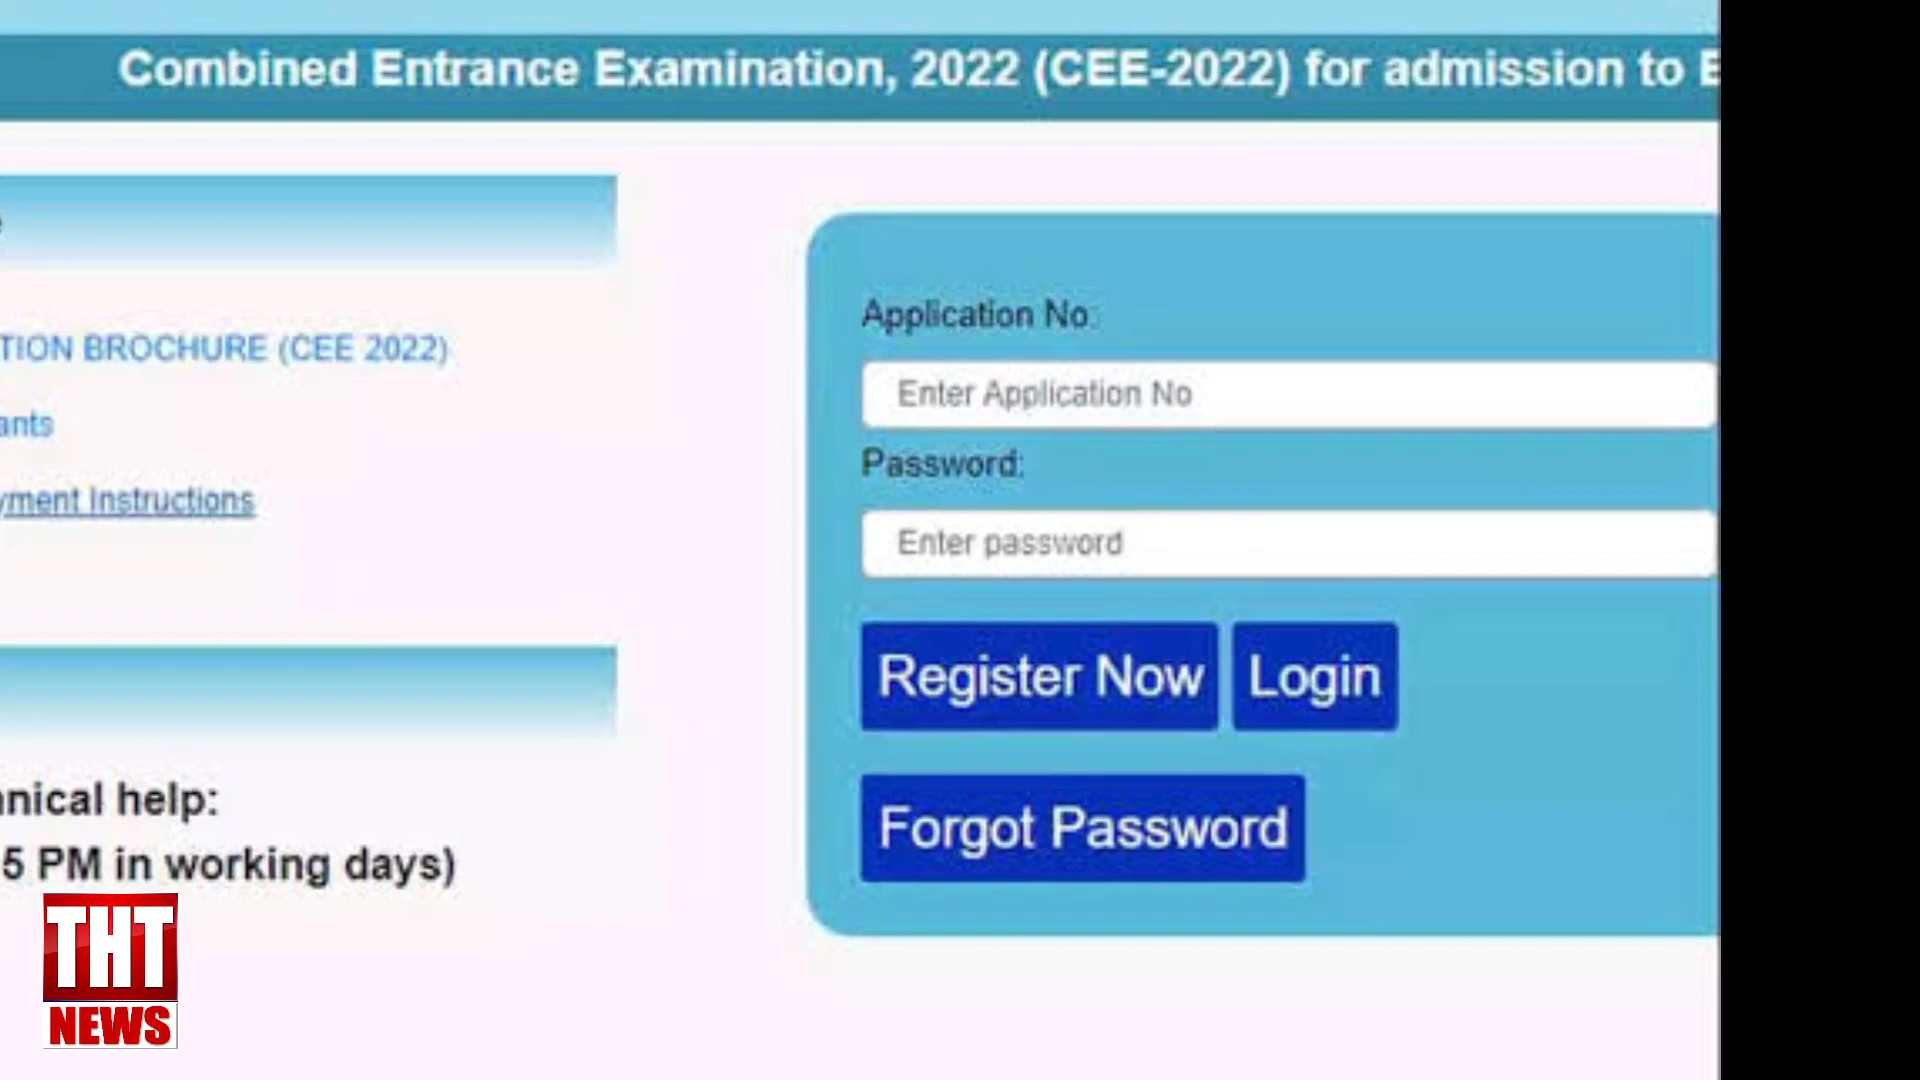 Combined Entrance Examination, 2022 (CEE-2022) for admission to
TION BROCHURE (CEE 2022)
ants
yment Instructions
nical help:
5 PM in working days)
Application No:
Enter Application No
Password:
Enter password
Register Now
Login
Forgot Password
THT
NEWS